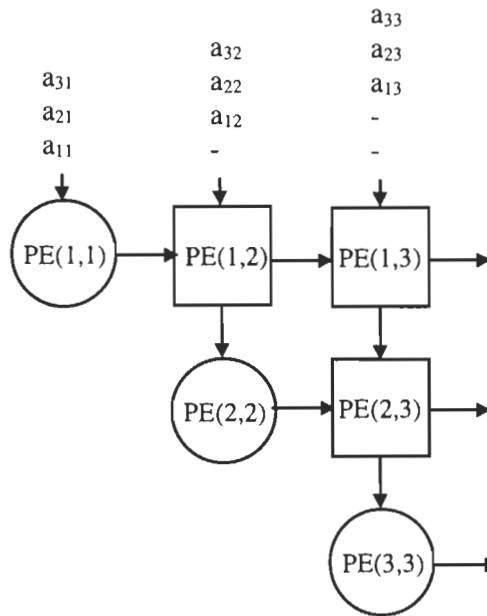 a₃₃
a₃₂ a₂₃
a₃₁ a₂₂ a₁₃
a₂₁ a₁₂ -
a₁₁ - -
PE(1,1) PE(1,2) PE(1,3)
PE(2,2) PE(2,3)
PE(3,3)